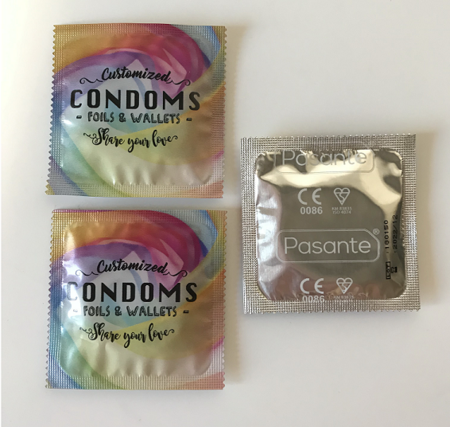 Customized
CONDOMS
- FOILS & WALLETS -
Share your love
Customized
CONDOMS
- FOILS & WALLETS -
Share your love
Pasante
CE
0086
Pasante
CE
0086